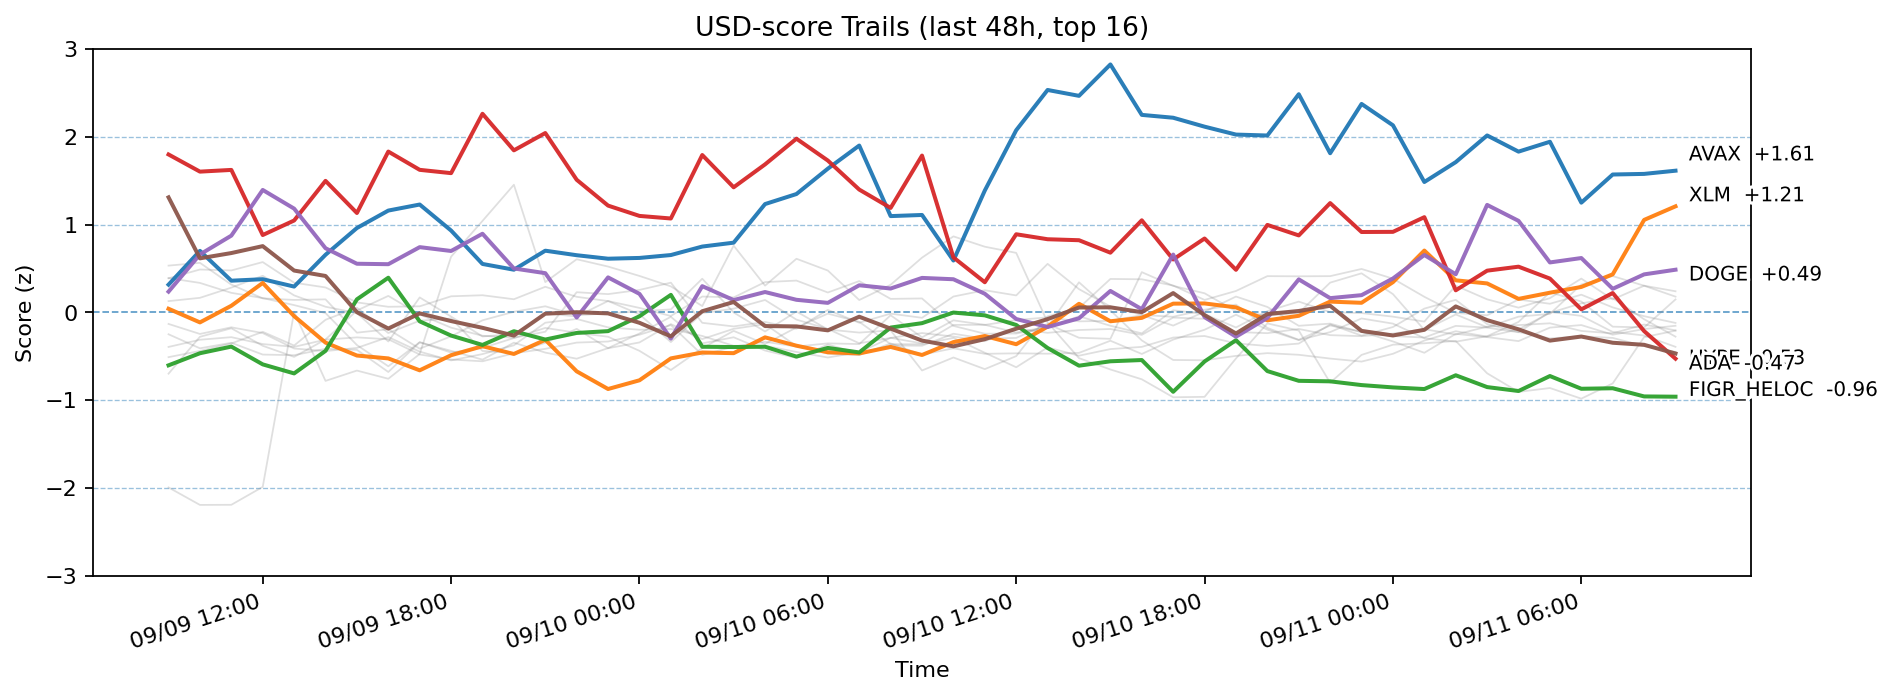 USD-score Trails (last 48h, top 16)
3
2
1
0
−1
−2
−3
Score (z)
AVAX +1.61
XLM +1.21
DOGE +0.49
ADA -0.47
FIGR_HELOC -0.96
09/09 12:00
09/09 18:00
09/10 00:00
09/10 06:00
09/10 12:00
09/10 18:00
09/11 00:00
09/11 06:00
Time